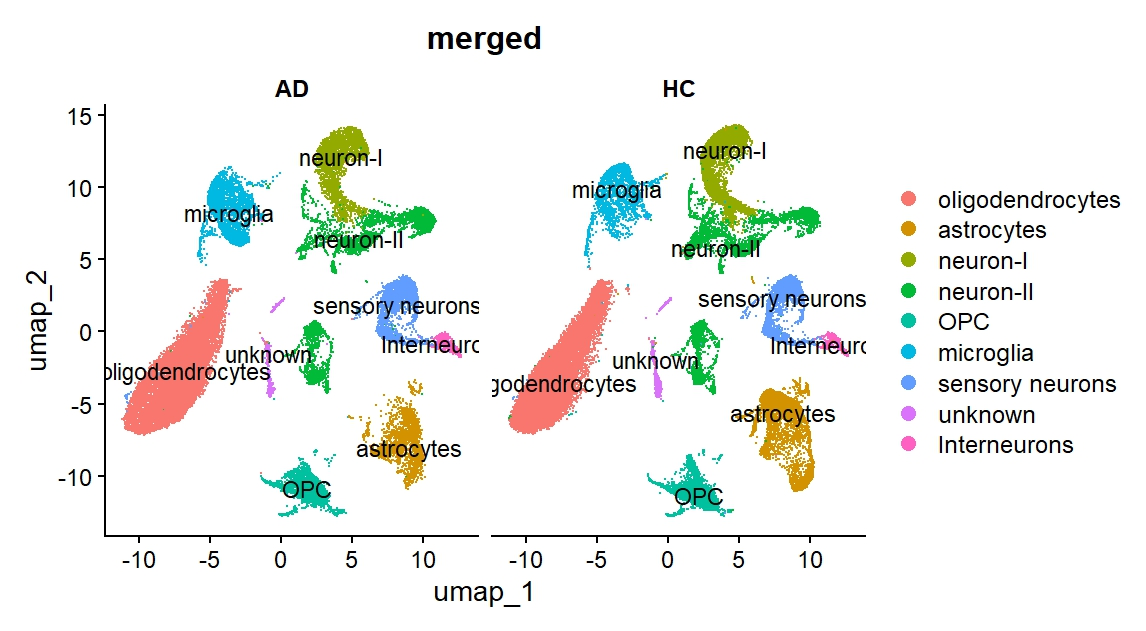 merged
AD
HC
umap_2
15
10
5
0
-5
-10
neuron-I
microglia
neuron-II
sensory neurons
Interneurc
unknown
oligodendrocytes
astrocytes
OPC
neuron-I
microglia
neuron-II
sensory neurons
Interneurc
unknown
godendrocytes
astrocytes
OPC
-10 -5 0 5 10
-10 -5 0 5 10
umap_1
oligodendrocytes
astrocytes
neuron-I
neuron-II
OPC
microglia
sensory neurons
unknown
Interneurons